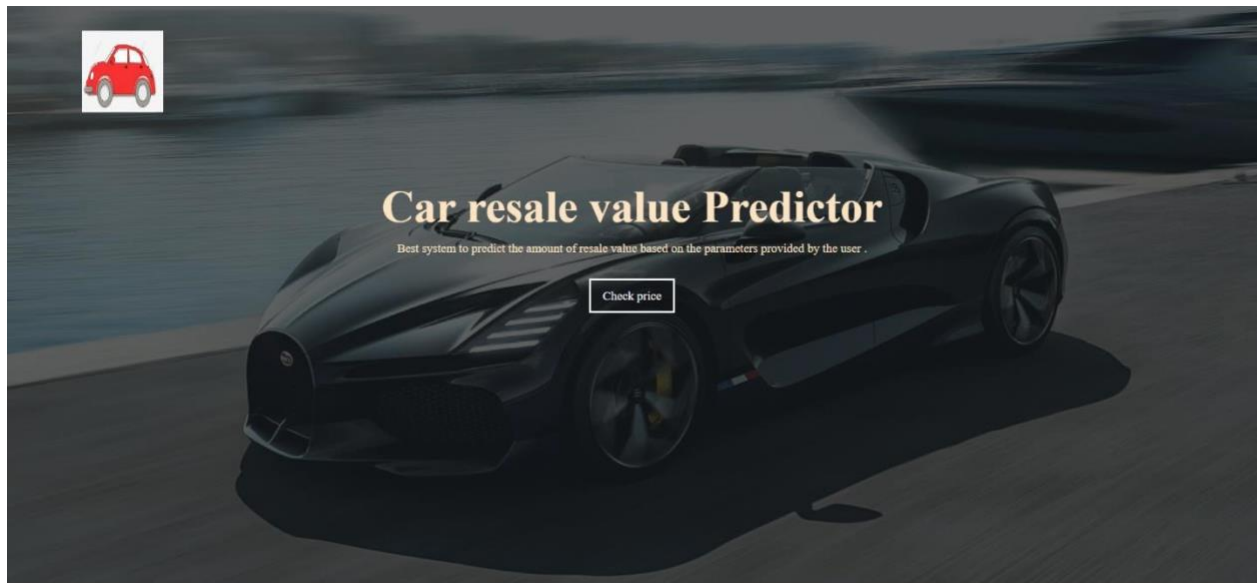 Car resale value Predictor
Best system to predict the amount of resale value based on the parameters provided by the user .
Check price